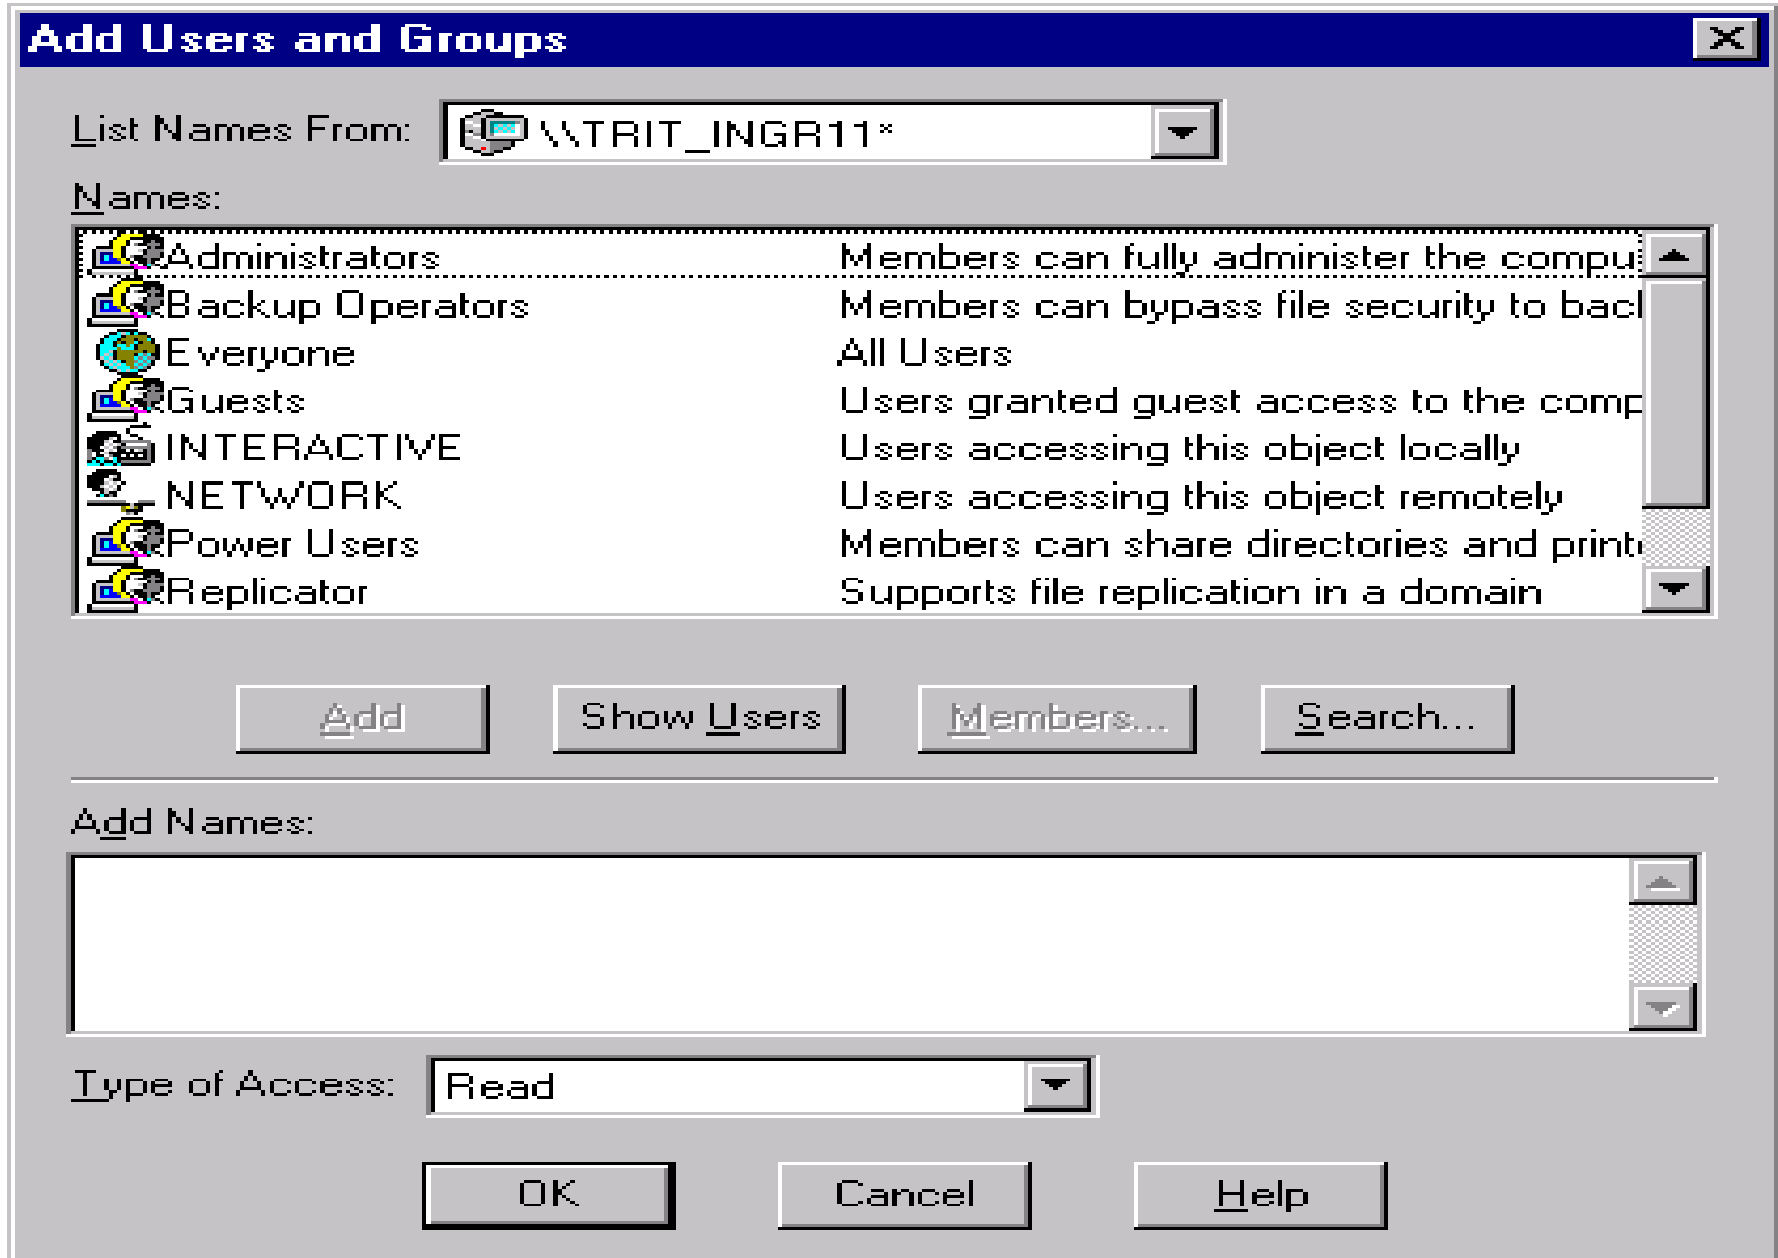 Add Users and Groups
List Names From: \\TRIT_INGR11*
Names:
Administrators Members can fully administer the compu
Backup Operators Members can bypass file security to bac
Everyone All Users
Guests Users granted guest access to the comp
INTERACTIVE Users accessing this object locally
NETWORK Users accessing this object remotely
Power Users Members can share directories and print
Replicator Supports file replication in a domain
Add Show Users Members... Search...
Add Names:
Type of Access: Read
OK Cancel Help